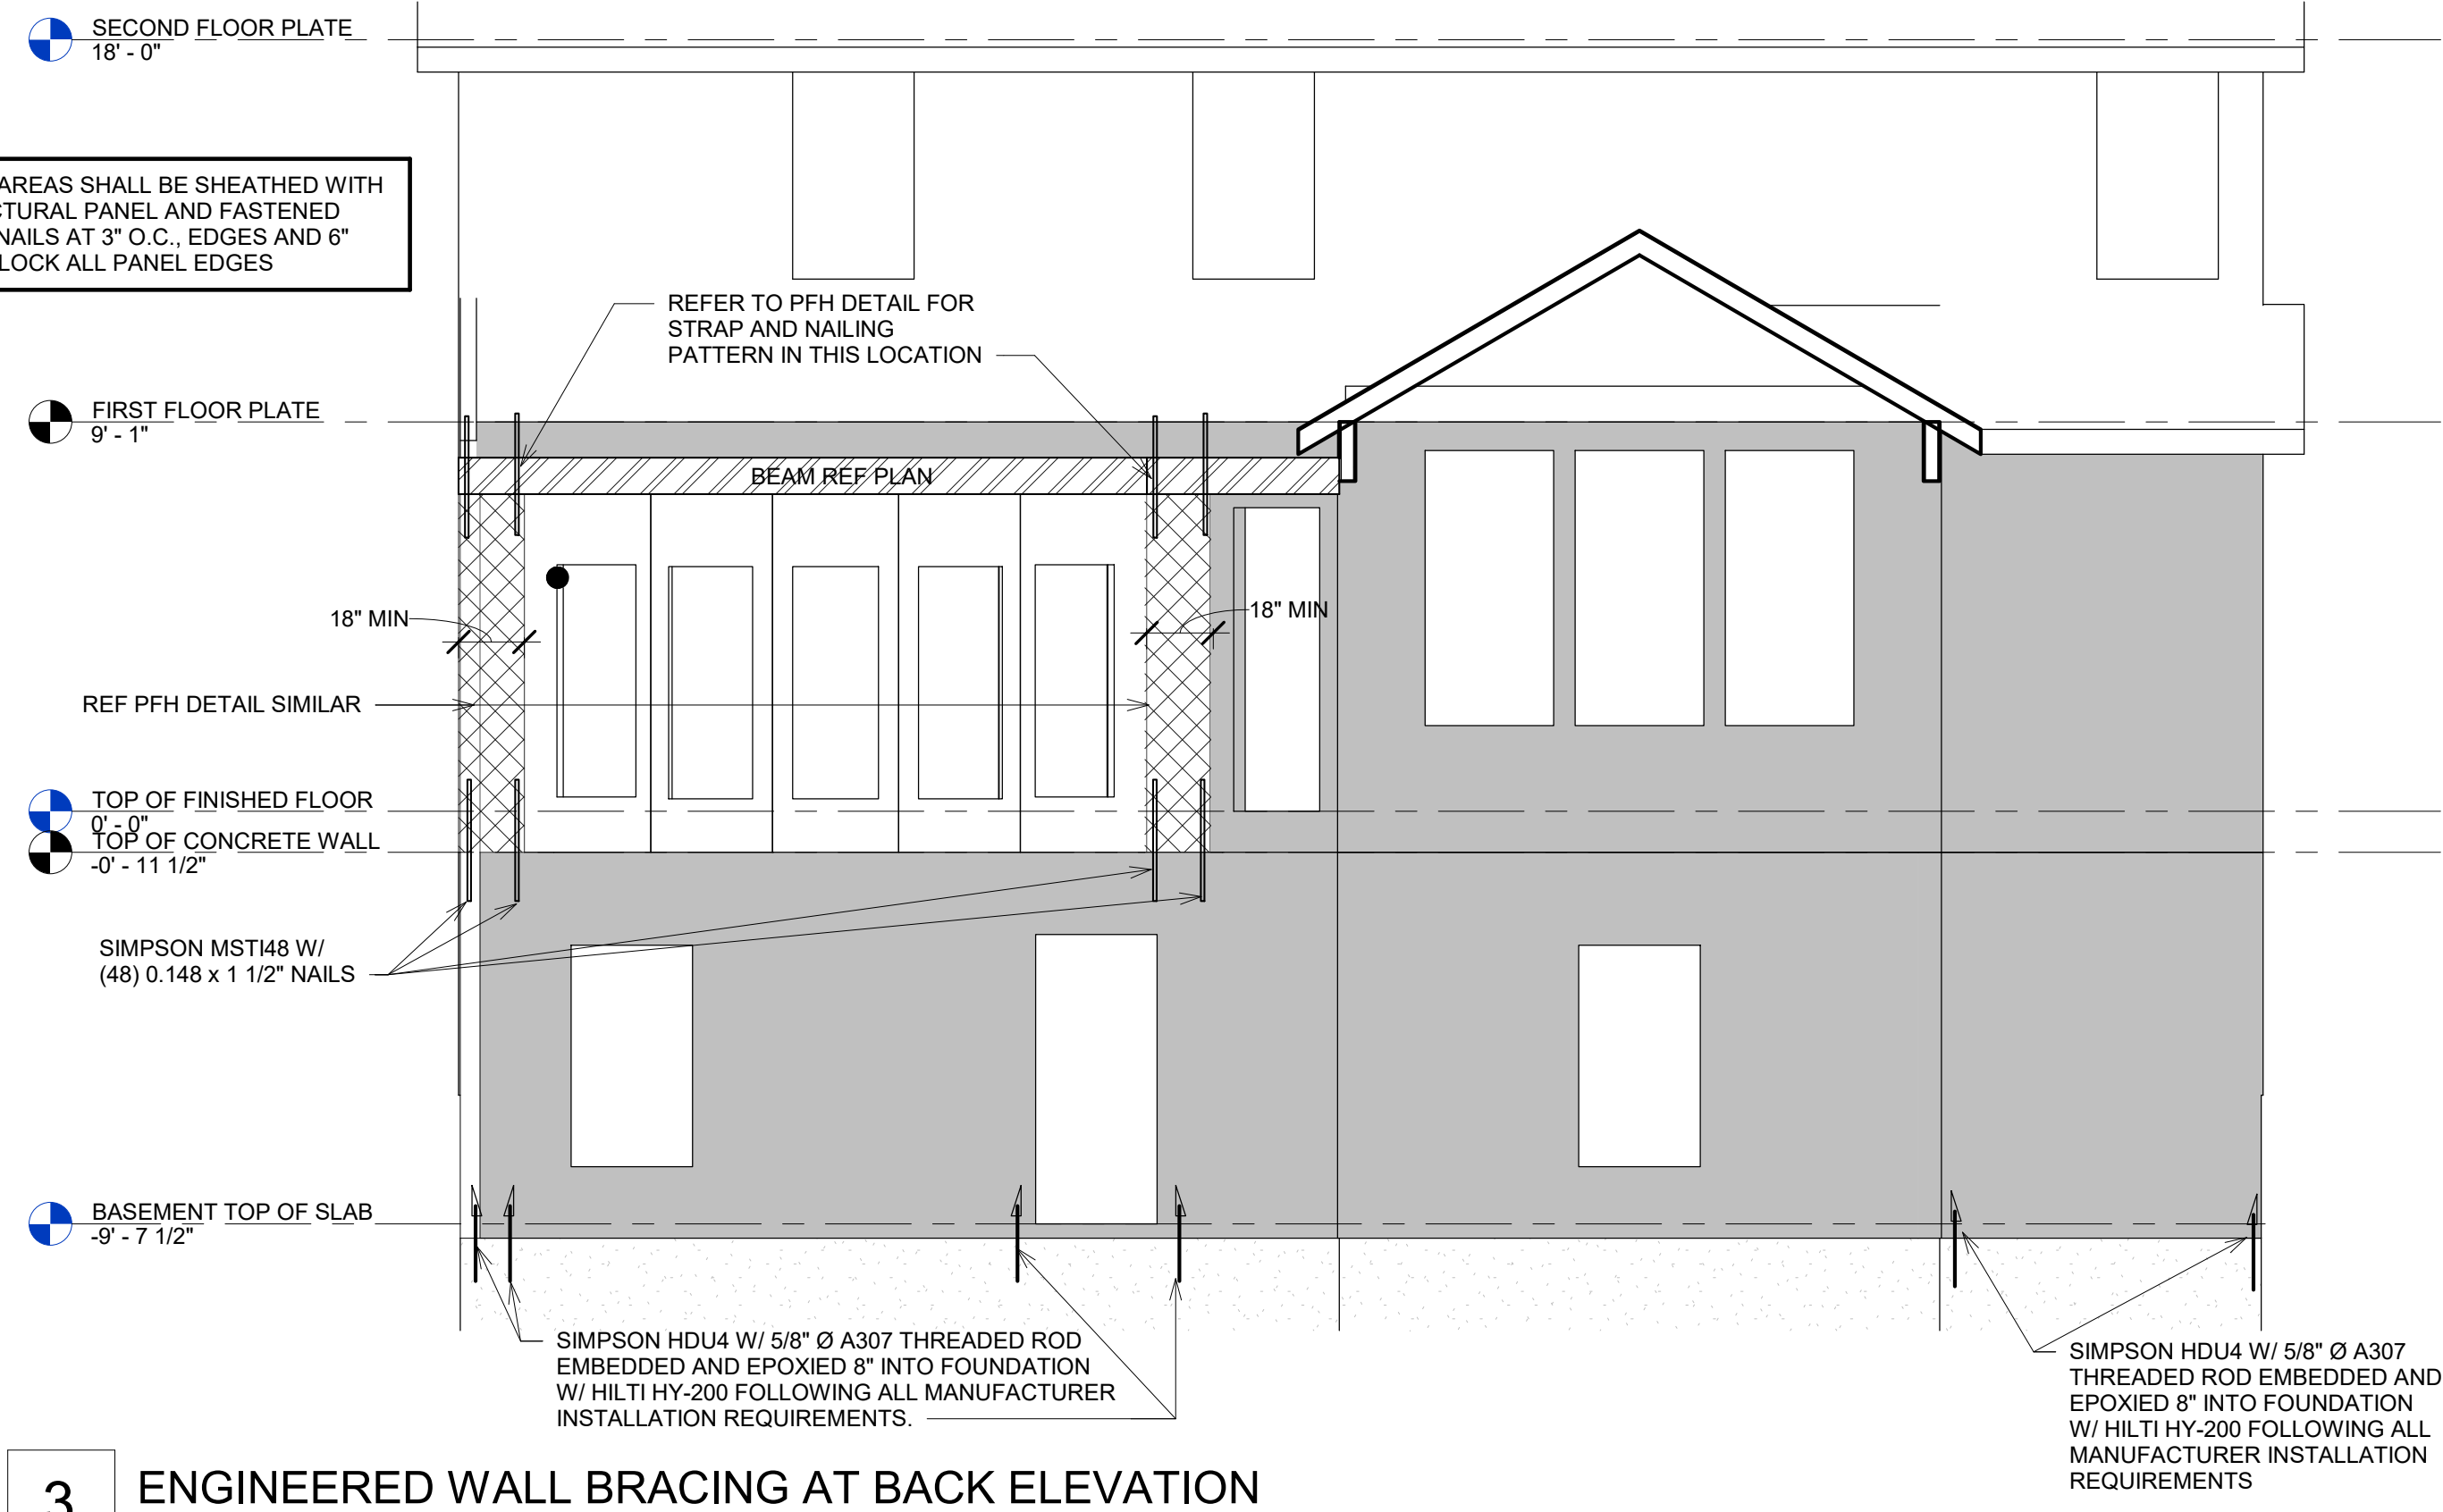 SECOND FLOOR PLATE
18' - 0"
AREAS SHALL BE SHEATHED WITH
CTURAL PANEL AND FASTENED
NAILS AT 3" O.C., EDGES AND 6"
LOCK ALL PANEL EDGES
REFER TO PFH DETAIL FOR
STRAP AND NAILING
PATTERN IN THIS LOCATION
FIRST FLOOR PLATE
9' - 1"
BEAM REF PLAN
18" MIN
18" MIN
REF PFH DETAIL SIMILAR
TOP OF FINISHED FLOOR
0' - 0"
TOP OF CONCRETE WALL
-0' - 11 1/2"
SIMPSON MSTI48 W/
(48) 0.148 x 1 1/2" NAILS
BASEMENT TOP OF SLAB
-9' - 7 1/2"
SIMPSON HDU4 W/ 5/8" Ø A307 THREADED ROD
EMBEDDED AND EPOXIED 8" INTO FOUNDATION
W/ HILTI HY-200 FOLLOWING ALL MANUFACTURER
INSTALLATION REQUIREMENTS.
SIMPSON HDU4 W/ 5/8" Ø A307
THREADED ROD EMBEDDED AND
EPOXIED 8" INTO FOUNDATION
W/ HILTI HY-200 FOLLOWING ALL
MANUFACTURER INSTALLATION
REQUIREMENTS
3
ENGINEERED WALL BRACING AT BACK ELEVATION